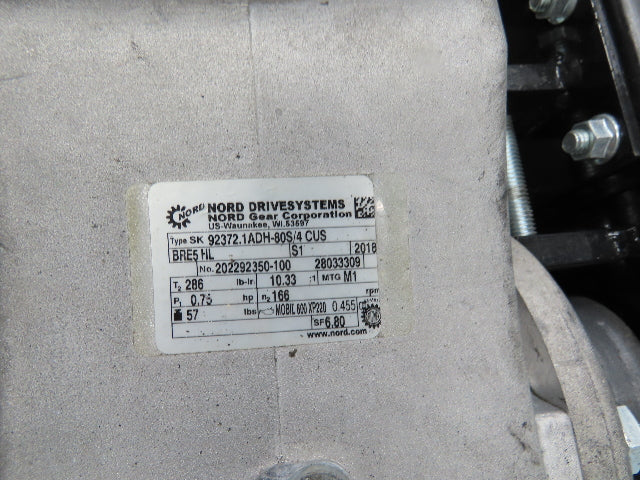 NORD
NORD DRIVESYSTEMS
NORD Gear Corporation
US-Waunakee, WI.53597
Type SK 92372.1ADH-80S/4 CUS
BRE5 HL S1 2018
No. 202292350-100 28033309
T2 286 lb-in 10.33 :1 MTG M1
P1 0.75 hp n2 166 rpm
57 lbs MOBIL 600 XP220 0.455
SF 6.80
www.nord.com